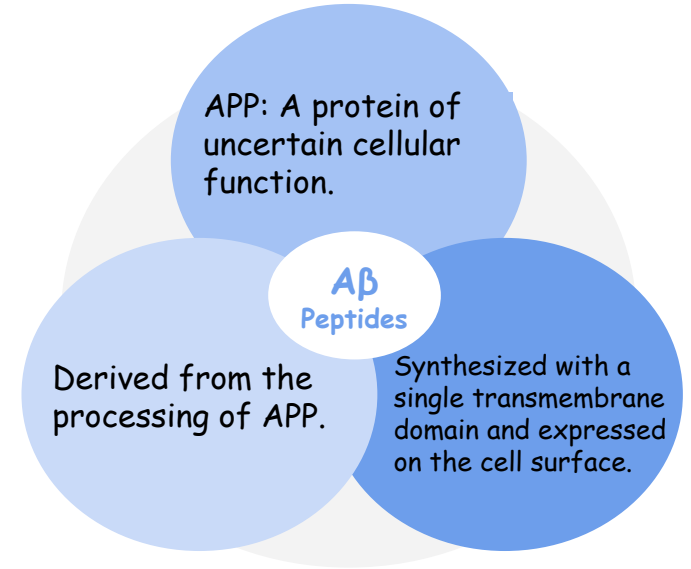 APP: A protein of
uncertain cellular
function.
Aβ
Peptides
Derived from the
processing of APP.
Synthesized with a
single transmembrane
domain and expressed
on the cell surface.